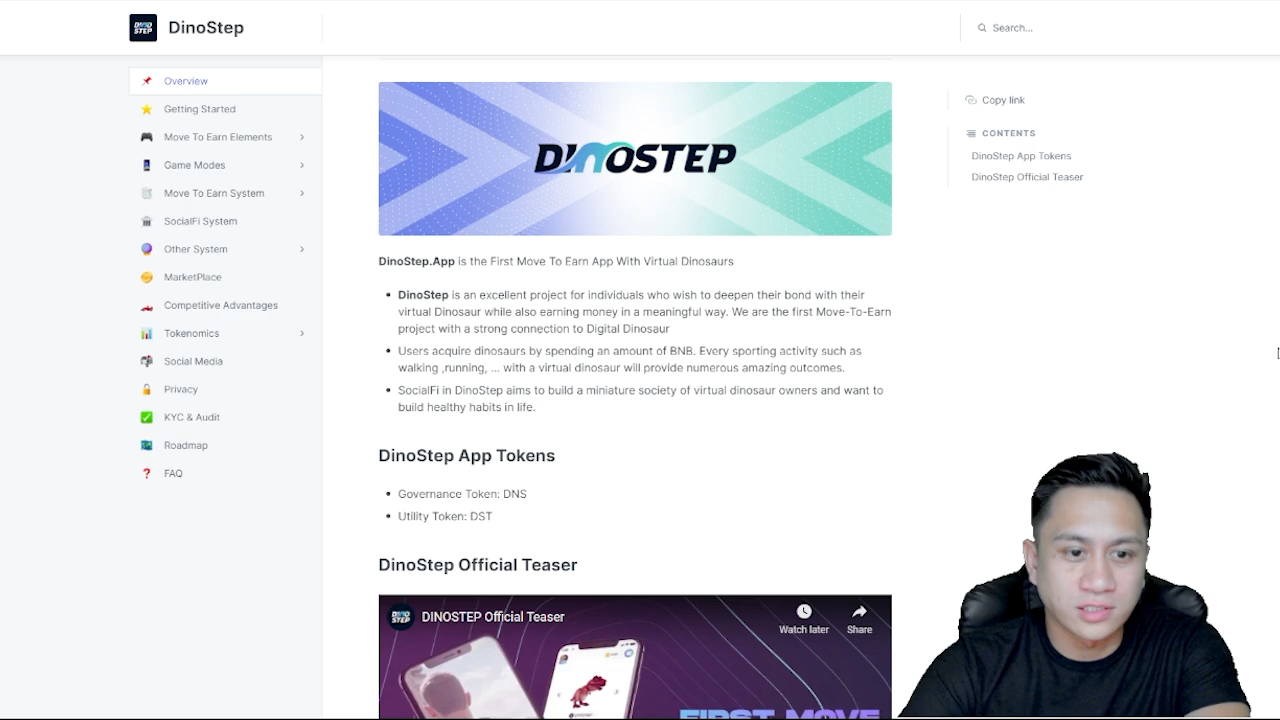 DINO STEP
DinoStep
Search...
Overview
Getting Started
Move To Earn Elements
Game Modes
Move To Earn System
SocialFi System
Other System
MarketPlace
Competitive Advantages
Tokenomics
Social Media
Privacy
KYC & Audit
Roadmap
FAQ
DINOSTEP
DinoStep.App is the First Move To Earn App With Virtual Dinosaurs
DinoStep is an excellent project for individuals who wish to deepen their bond with their
virtual Dinosaur while also earning money in a meaningful way. We are the first Move-To-Earn
project with a strong connection to Digital Dinosaur
Users acquire dinosaurs by spending an amount of BNB. Every sporting activity such as
walking ,running, ... with a virtual dinosaur will provide numerous amazing outcomes.
SocialFi in DinoStep aims to build a miniature society of virtual dinosaur owners and want to
build healthy habits in life.
DinoStep App Tokens
Governance Token: DNS
Utility Token: DST
DinoStep Official Teaser
DINO STEP
DINOSTEP Official Teaser
Watch later
Share
FIRST MOVE
Copy link
CONTENTS
DinoStep App Tokens
DinoStep Official Teaser